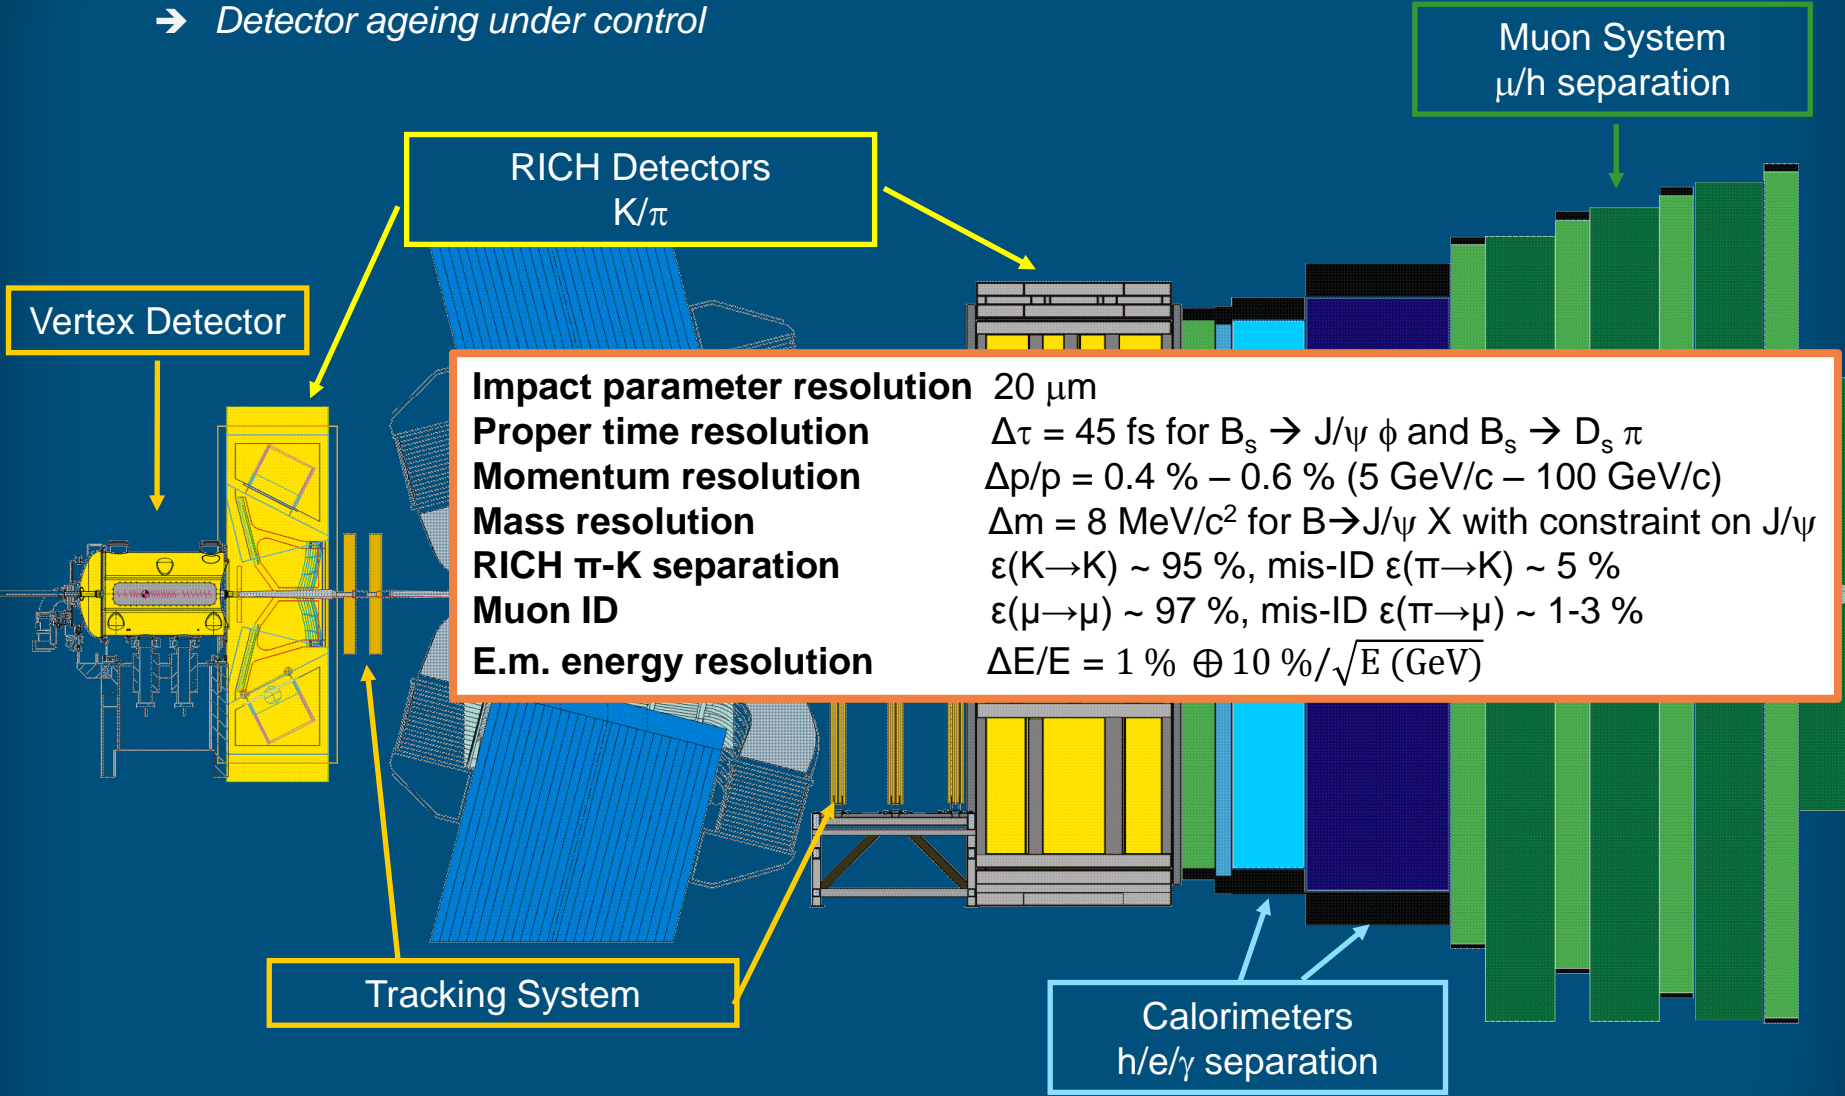 ➔ Detector ageing under control
Muon System
μ/h separation
RICH Detectors
K/π
Vertex Detector
Impact parameter resolution 20 μm
Proper time resolution Δτ = 45 fs for Bₛ → J/ψ ϕ and Bₛ → Dₛ π
Momentum resolution Δp/p = 0.4 % – 0.6 % (5 GeV/c – 100 GeV/c)
Mass resolution Δm = 8 MeV/c² for B→J/ψ X with constraint on J/ψ
RICH π-K separation ε(K→K) ~ 95 %, mis-ID ε(π→K) ~ 5 %
Muon ID ε(μ→μ) ~ 97 %, mis-ID ε(π→μ) ~ 1-3 %
E.m. energy resolution ΔE/E = 1 % ⊕ 10 %/√E (GeV)
Tracking System
Calorimeters
h/e/γ separation